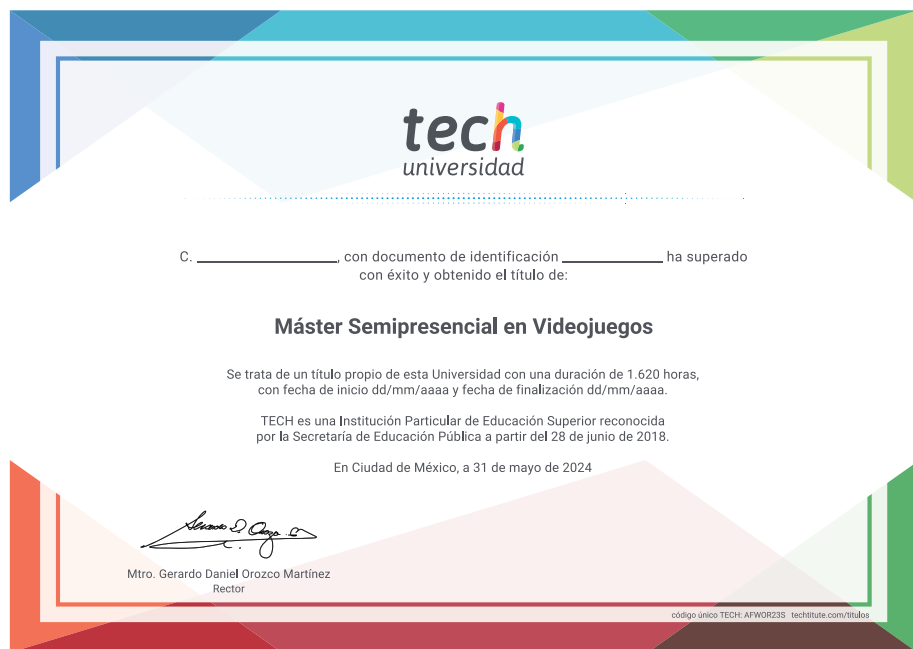 tech
universidad
C. __________________, con documento de identificación _____________ ha superado
con éxito y obtenido el título de:
Máster Semipresencial en Videojuegos
Se trata de un título propio de esta Universidad con una duración de 1.620 horas,
con fecha de inicio dd/mm/aaaa y fecha de finalización dd/mm/aaaa.
TECH es una Institución Particular de Educación Superior reconocida
por la Secretaría de Educación Pública a partir del 28 de junio de 2018.
En Ciudad de México, a 31 de mayo de 2024
Mtro. Gerardo Daniel Orozco Martínez
Rector
código único TECH: AFWOR23S techtitute.com/titulos